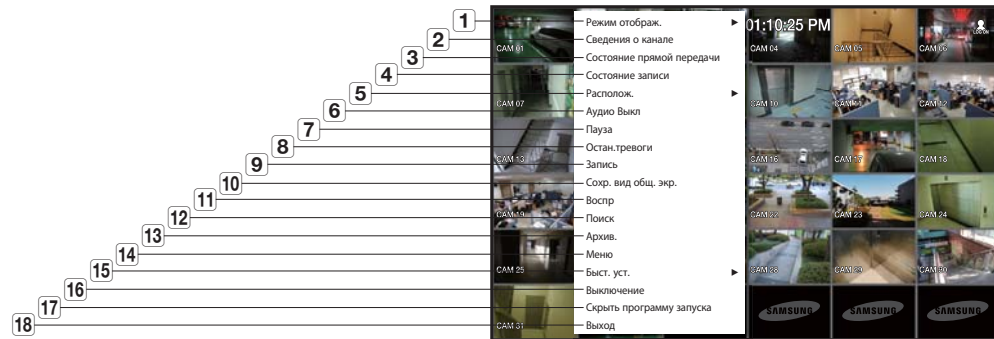 1 Режим отображ. ►
2 Сведения о канале
3 Состояние прямой передачи
4 Состояние записи
5 Располож. ►
6 Аудио Выкл
7 Пауза
8 Остан.тревоги
9 Запись
10 Сохр. вид общ. экр.
11 Воспр
12 Поиск
13 Архив.
14 Меню
15 Быст. уст. ►
16 Выключение
17 Скрыть программу запуска
18 Выход
01:10:25 PM
LOG ON
CAM 01
CAM 04
CAM 05
CAM 06
CAM 07
CAM 10
CAM 11
CAM 12
CAM 13
CAM 16
CAM 17
CAM 18
CAM 19
CAM 22
CAM 23
CAM 24
CAM 25
CAM 28
CAM 29
CAM 30
CAM 31
SAMSUNG
SAMSUNG
SAMSUNG